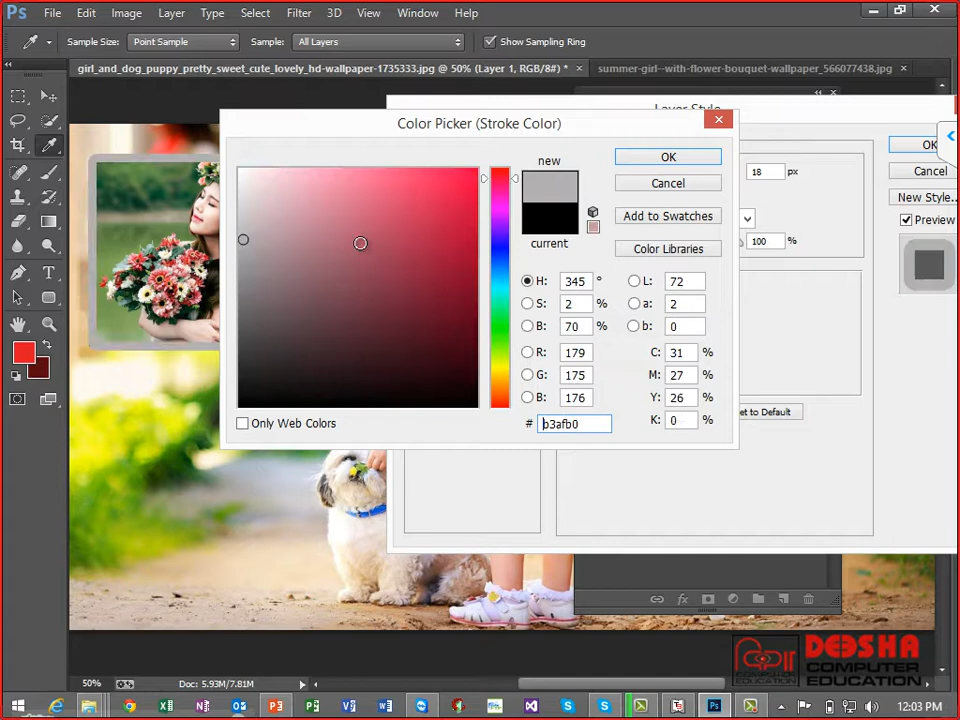 Ps File Edit Image Layer Type Select Filter 3D View Window Help
Sample Size: Point Sample Sample: All Layers Show Sampling Ring
girl_and_dog_puppy_pretty_sweet_cute_lovely_hd-wallpaper-1735333.jpg @ 50% (Layer 1, RGB/8#) * × summer-girl--with-flower-bouquet-wallpaper_566077438.jpg ×
Layer Style
Color Picker (Stroke Color)
new
current
OK
Cancel
Add to Swatches
Color Libraries
H: 345 °
S: 2 %
B: 70 %
R: 179
G: 175
B: 176
# b3afb0
L: 72
a: 2
b: 0
C: 31 %
M: 27 %
Y: 26 %
K: 0 %
Only Web Colors
18 px
100 %
OK
Cancel
New Style..
Preview
et to Default
fx
DEOSHA
COMPUTER
EDUCATION
50% Doc: 5.93M/7.81M
12:03 PM